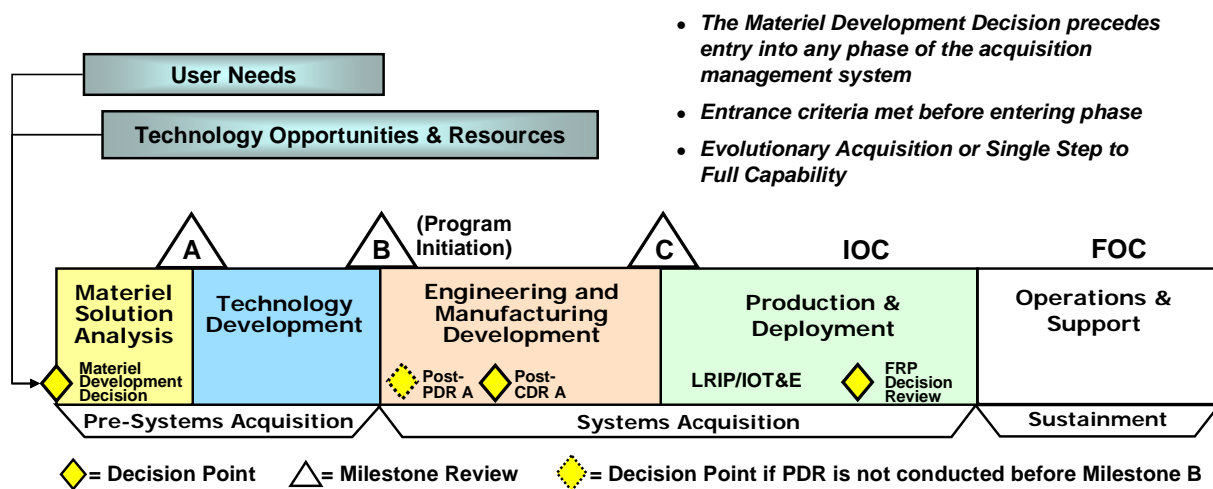 • The Materiel Development Decision precedes
entry into any phase of the acquisition
management system
• Entrance criteria met before entering phase
• Evolutionary Acquisition or Single Step to
Full Capability
User Needs
Technology Opportunities & Resources
A
B
(Program
Initiation)
C
IOC
FOC
Materiel
Solution
Analysis
Technology
Development
Engineering and
Manufacturing
Development
Production &
Deployment
Operations &
Support
Materiel
Development
Decision
Post-
PDR A
Post-
CDR A
LRIP/IOT&E
FRP
Decision
Review
Pre-Systems Acquisition
Systems Acquisition
Sustainment
= Decision Point
= Milestone Review
= Decision Point if PDR is not conducted before Milestone B